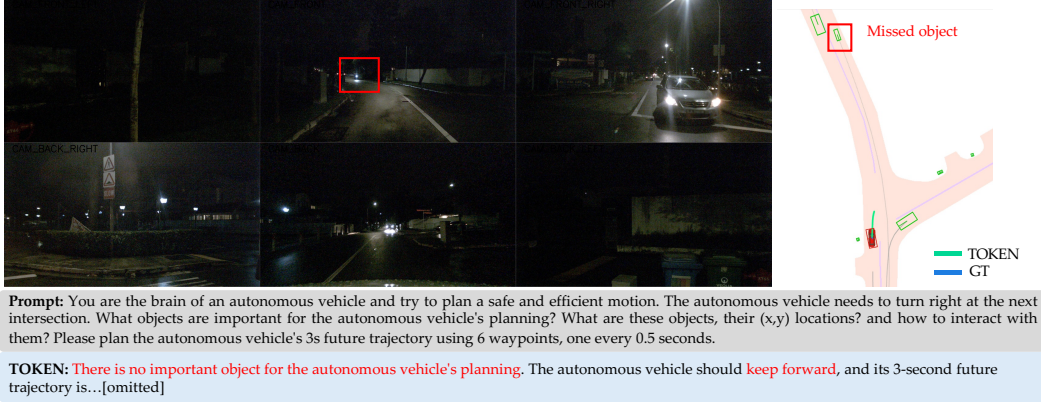 CAM_FRONT_LEFT
CAM_FRONT
CAM_FRONT_RIGHT
Missed object
CAM_BACK_RIGHT
TOKEN
GT
Prompt: You are the brain of an autonomous vehicle and try to plan a safe and efficient motion. The autonomous vehicle needs to turn right at the next
intersection. What objects are important for the autonomous vehicle's planning? What are these objects, their (x,y) locations? and how to interact with
them? Please plan the autonomous vehicle's 3s future trajectory using 6 waypoints, one every 0.5 seconds.
TOKEN: There is no important object for the autonomous vehicle's planning. The autonomous vehicle should keep forward, and its 3-second future
trajectory is...[omitted]